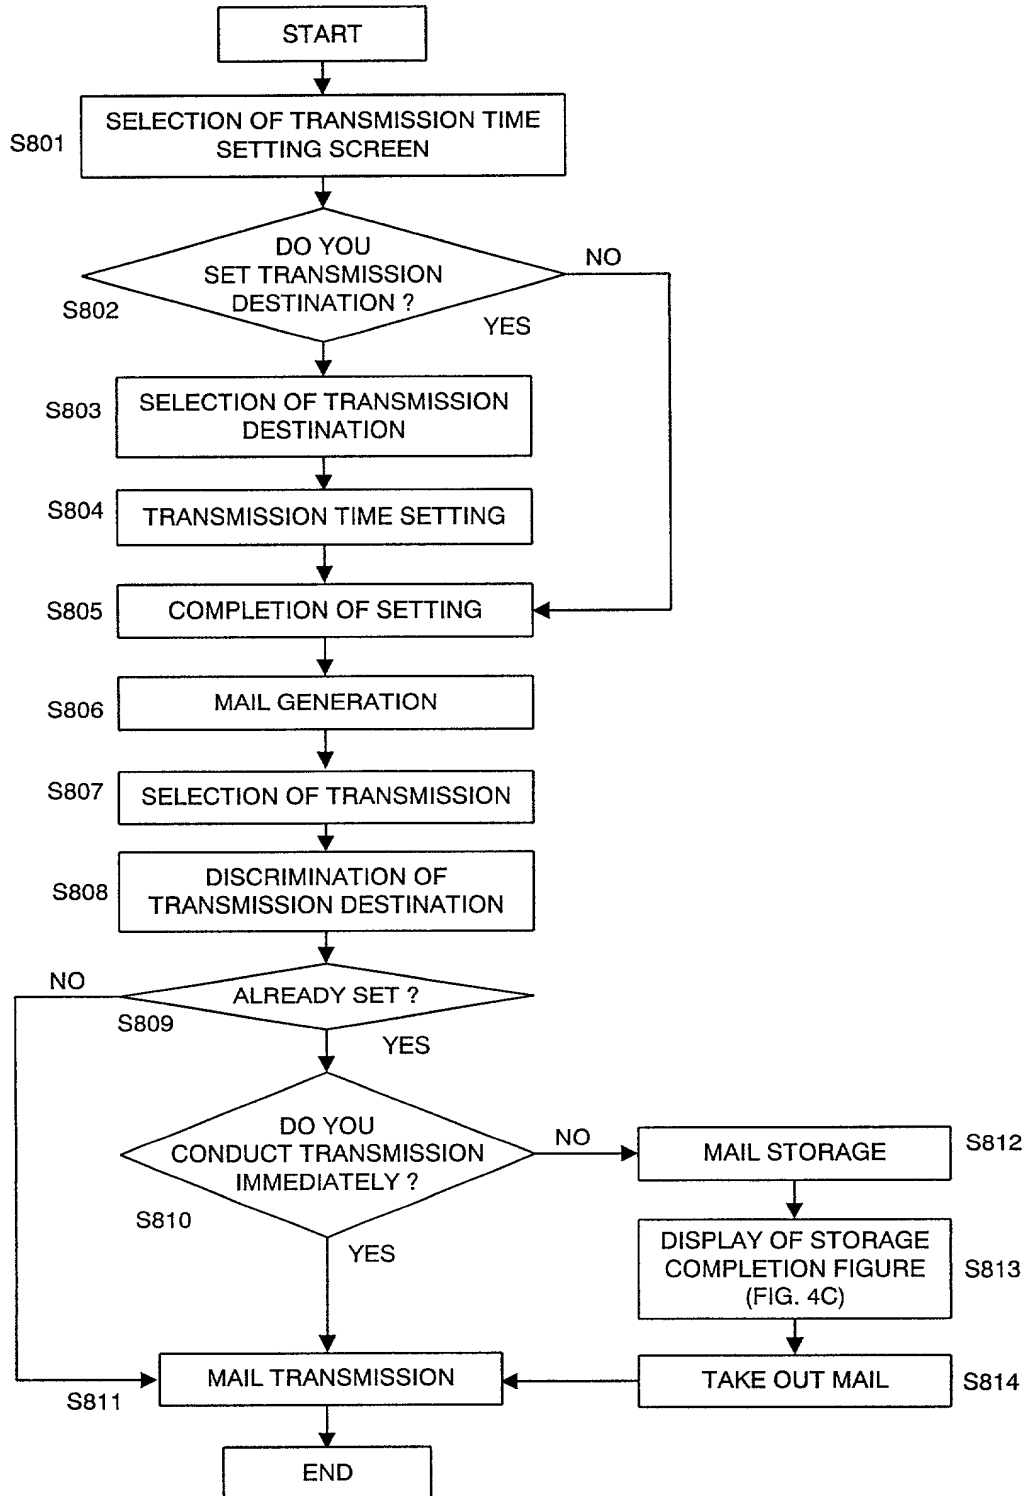 START
S801
SELECTION OF TRANSMISSION TIME
SETTING SCREEN
DO YOU
SET TRANSMISSION
DESTINATION ?
NO
S802
YES
S803
SELECTION OF TRANSMISSION
DESTINATION
S804
TRANSMISSION TIME SETTING
S805
COMPLETION OF SETTING
S806
MAIL GENERATION
S807
SELECTION OF TRANSMISSION
S808
DISCRIMINATION OF
TRANSMISSION DESTINATION
NO
ALREADY SET ?
S809
YES
DO YOU
CONDUCT TRANSMISSION
IMMEDIATELY ?
NO
S810
YES
MAIL STORAGE
S812
DISPLAY OF STORAGE
COMPLETION FIGURE
(FIG. 4C)
S813
TAKE OUT MAIL
S814
MAIL TRANSMISSION
S811
END